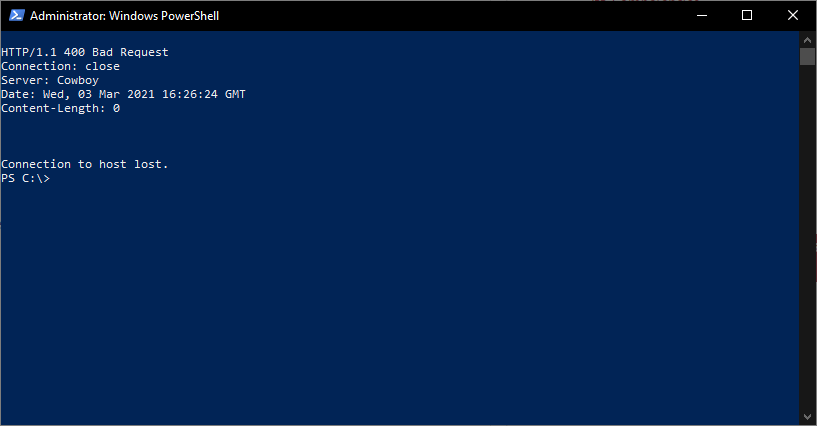 Administrator: Windows PowerShell
HTTP/1.1 400 Bad Request
Connection: close
Server: Cowboy
Date: Wed, 03 Mar 2021 16:26:24 GMT
Content-Length: 0
Connection to host lost.
PS C:\>